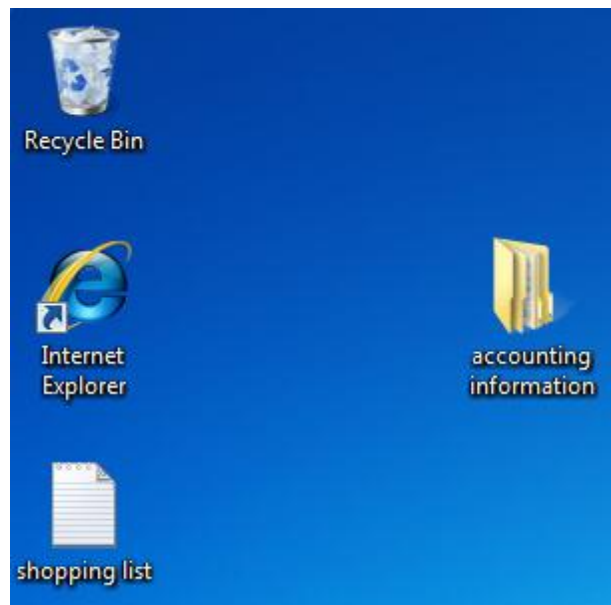 Recycle Bin
Internet
Explorer
accounting
information
shopping list